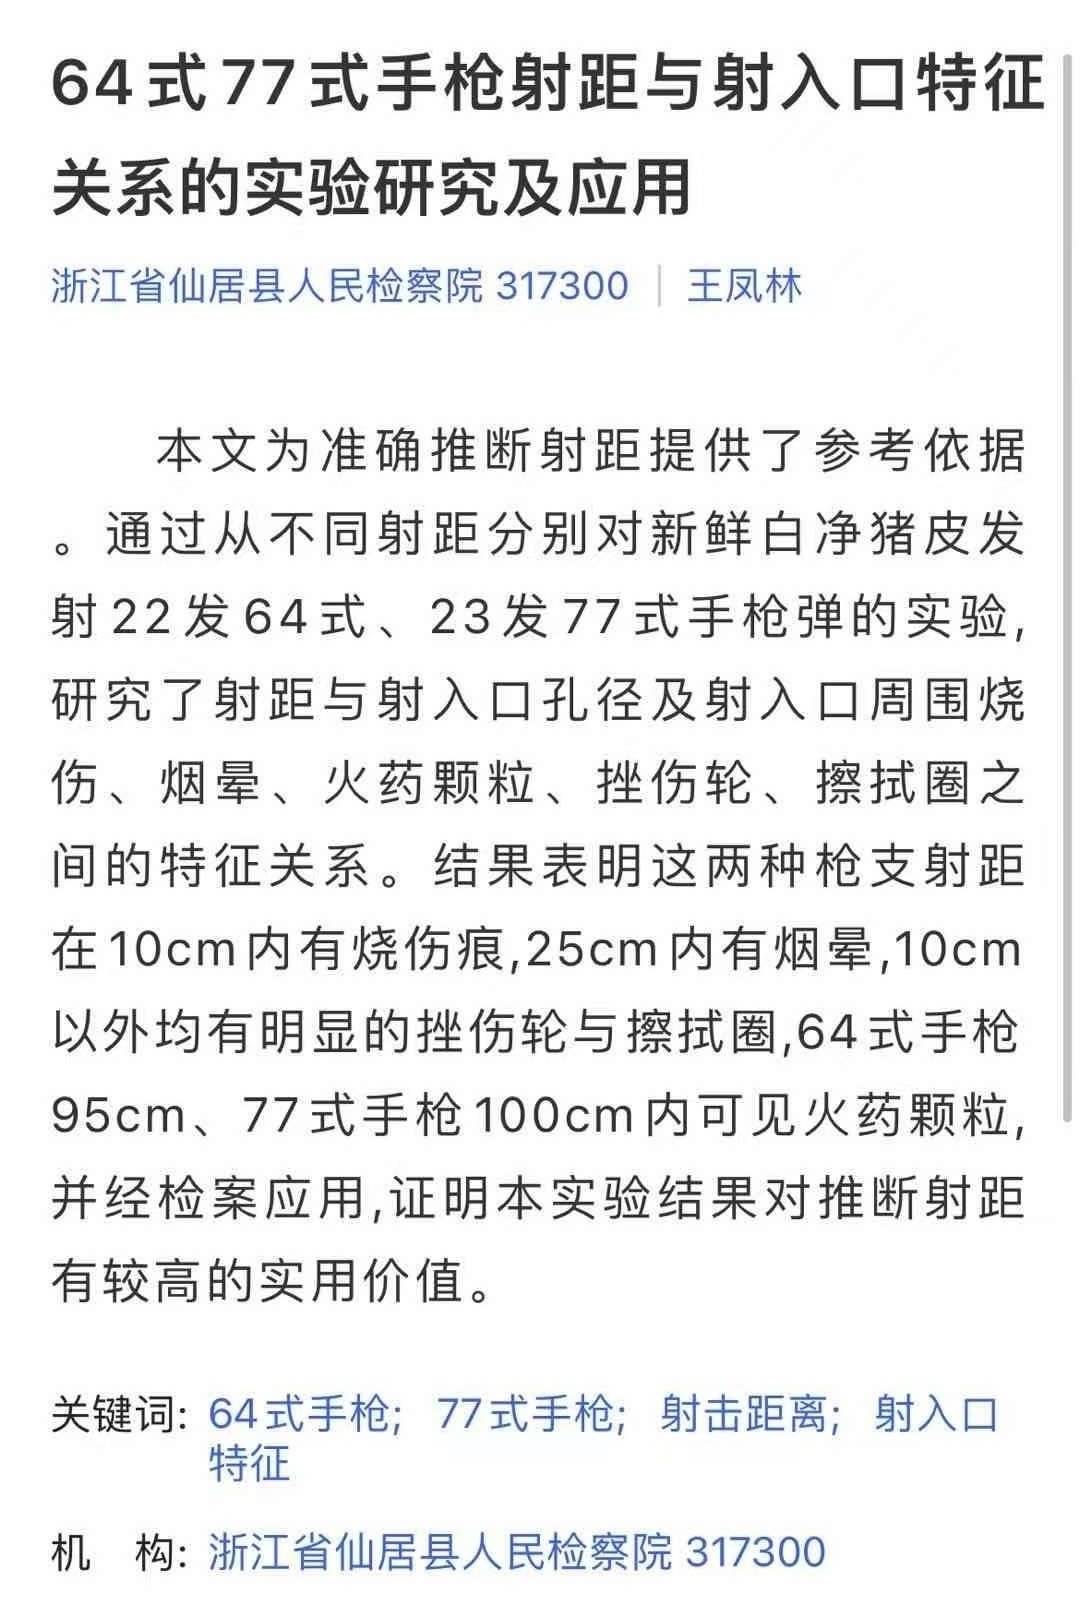 64式77式手枪射距与射入口特征
关系的实验研究及应用
浙江省仙居县人民检察院 317300 | 王凤林
本文为准确推断射距提供了参考依据
。通过从不同射距分别对新鲜白净猪皮发
射22发64式、23发77式手枪弹的实验,
研究了射距与射入口孔径及射入口周围烧
伤、烟晕、火药颗粒、挫伤轮、擦拭圈之
间的特征关系。结果表明这两种枪支射距
在10cm内有烧伤痕,25cm内有烟晕,10cm
以外均有明显的挫伤轮与擦拭圈,64式手枪
95cm、77式手枪100cm内可见火药颗粒,
并经检案应用,证明本实验结果对推断射距
有较高的实用价值。
关键词: 64式手枪; 77式手枪; 射击距离; 射入口
特征
机 构: 浙江省仙居县人民检察院 317300